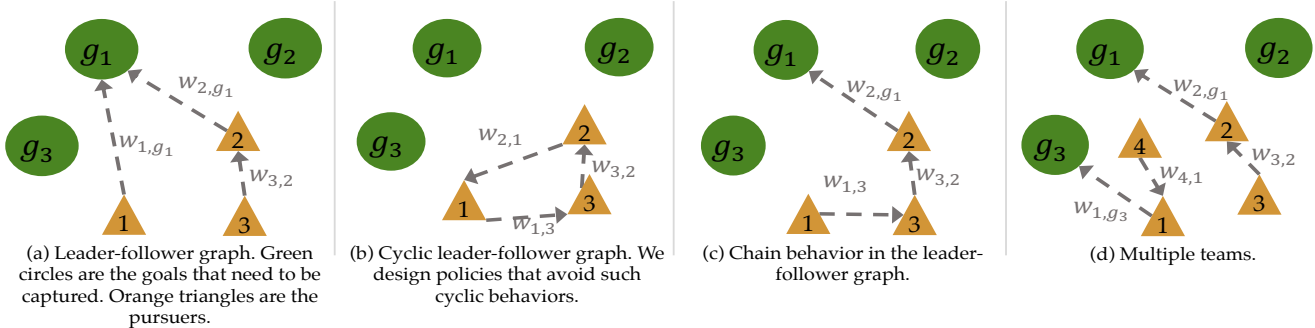 g1
g2
g3
w2,g1
w1,g1
w3,2
1
2
3
(a) Leader-follower graph. Green
circles are the goals that need to be
captured. Orange triangles are the
pursuers.
g1
g2
g3
w2,1
w3,2
w1,3
1
2
3
(b) Cyclic leader-follower graph. We
design policies that avoid such
cyclic behaviors.
g1
g2
g3
w2,g1
w3,2
w1,3
1
2
3
(c) Chain behavior in the leader-
follower graph.
g1
g2
g3
w2,g1
w3,2
w4,1
w1,g3
4
2
3
1
(d) Multiple teams.